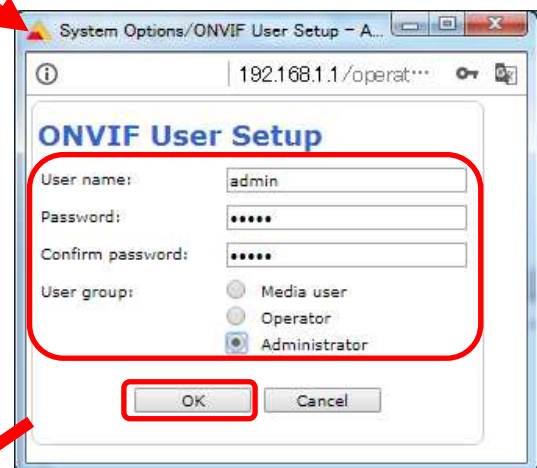 System Options/ONVIF User Setup - A...
192.168.1.1/operat...
ONVIF User Setup
User name: admin
Password: •••••
Confirm password: •••••
User group: Media user
Operator
Administrator
OK Cancel